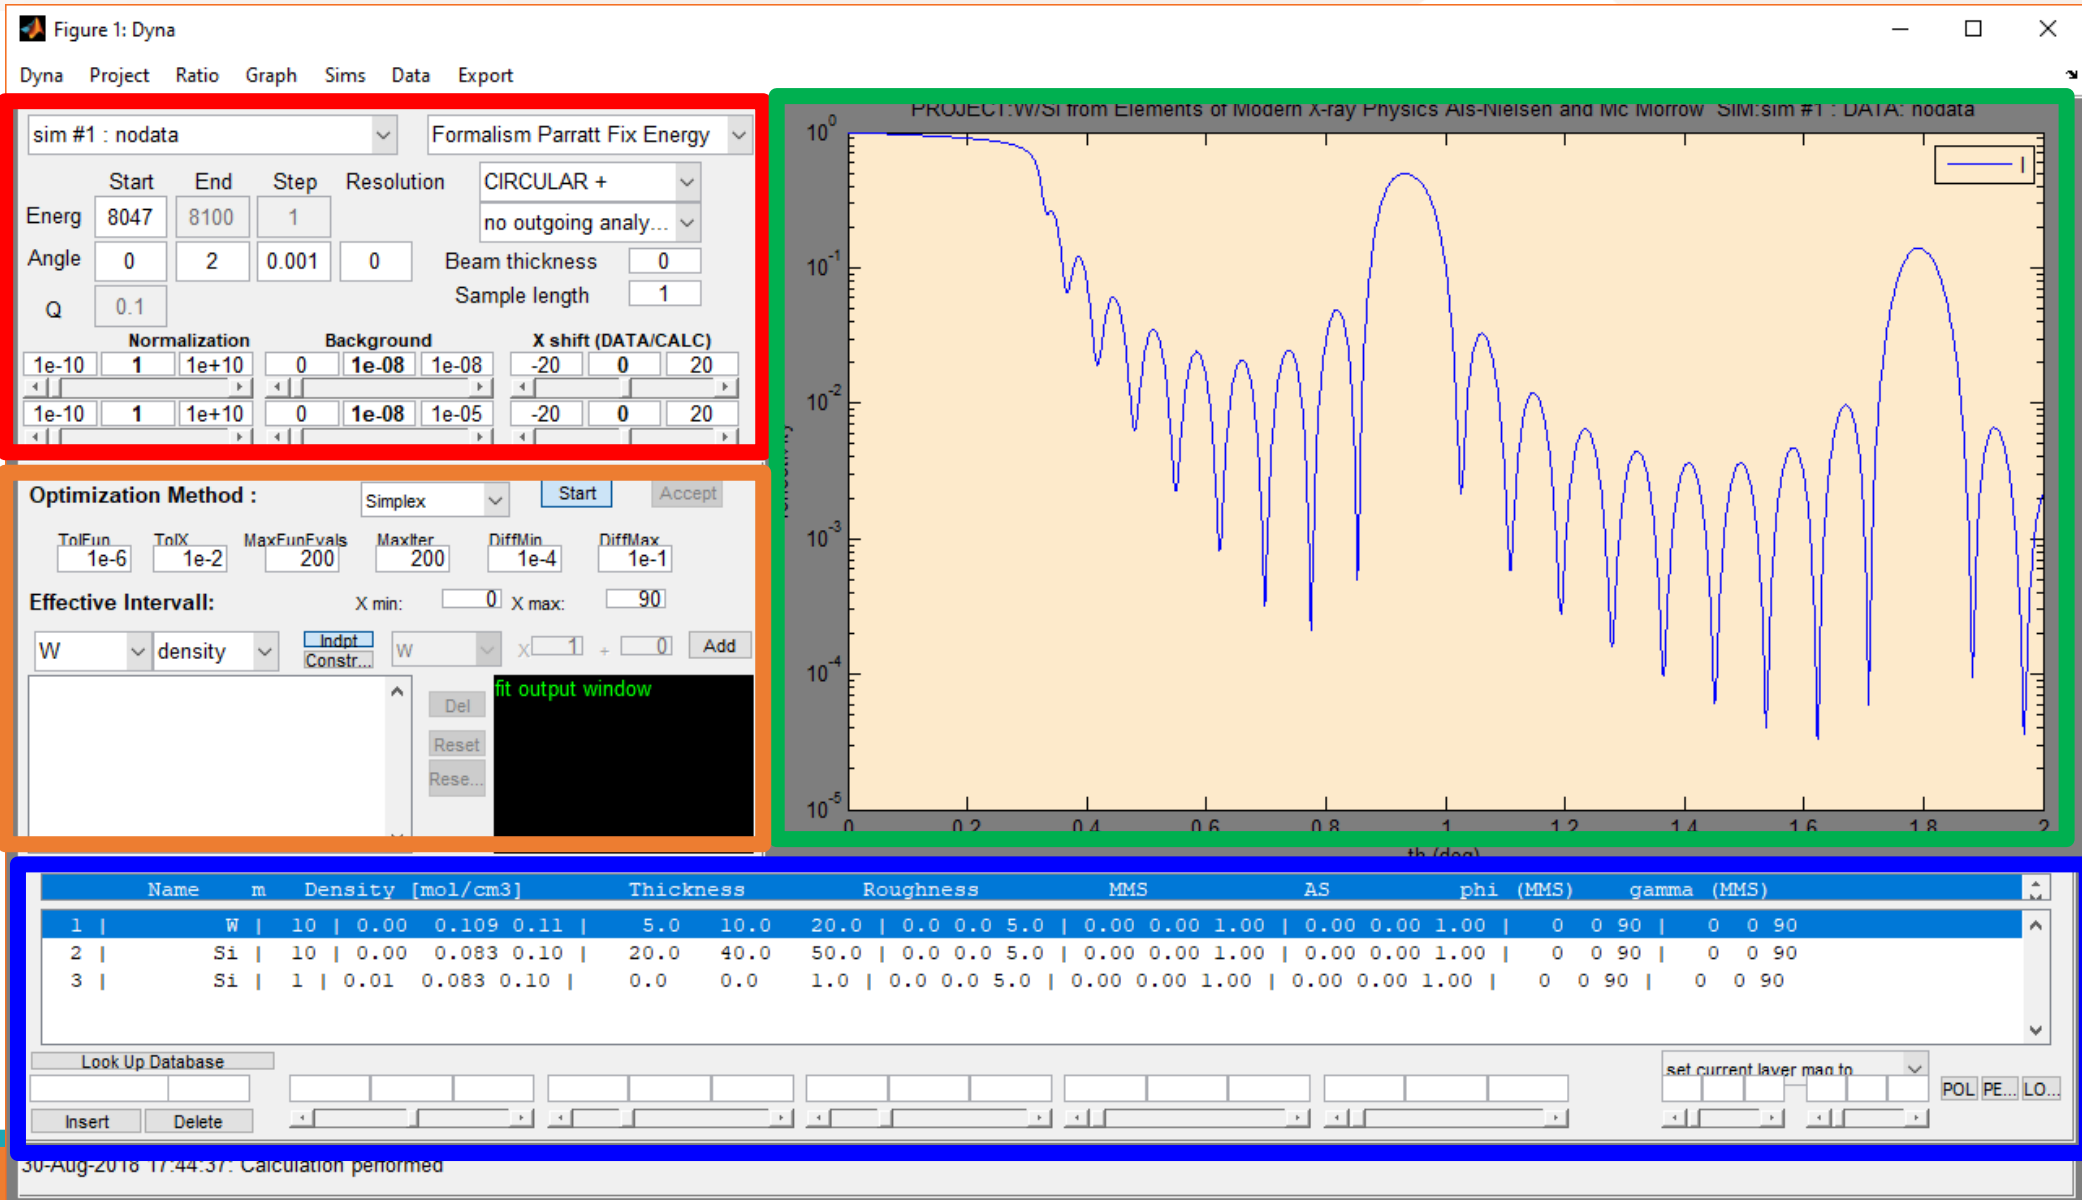 Figure 1: Dyna
Dyna Project Ratio Graph Sims Data Export
sim #1 : nodata Formalism Parratt Fix Energy
Start End Step Resolution CIRCULAR +
Energ 8047 8100 1 no outgoing analy...
Angle 0 2 0.001 0 Beam thickness 0
Sample length 1
Q 0.1
Normalization Background X shift (DATA/CALC)
1e-10 1 1e+10 0 1e-08 1e-08 -20 0 20
1e-10 1 1e+10 0 1e-08 1e-05 -20 0 20
Optimization Method : Simplex Start Accept
TolFun TolX MaxFunEvals MaxIter DiffMin DiffMax
1e-6 1e-2 200 200 1e-4 1e-1
Effective Intervall: X min: 0 X max: 90
W density Indpt Constr... W X 1 + 0 Add
fit output window
Del
Reset
Rese...
PROJECT:W/Si from Elements of Modern X-ray Physics Als-Nielsen and Mc Morrow SIM:sim #1 : DATA: nodata
I
10^0
10^-1
10^-2
10^-3
10^-4
10^-5
reflectivity
0 0.2 0.4 0.6 0.8 1 1.2 1.4 1.6 1.8 2
th (deg)
Name m Density [mol/cm3] Thickness Roughness MMS AS phi (MMS) gamma (MMS)
1 | W | 10 | 0.00 0.109 0.11 | 5.0 10.0 20.0 | 0.0 0.0 5.0 | 0.00 0.00 1.00 | 0.00 0.00 1.00 | 0 0 90 | 0 0 90
2 | Si | 10 | 0.00 0.083 0.10 | 20.0 40.0 50.0 | 0.0 0.0 5.0 | 0.00 0.00 1.00 | 0.00 0.00 1.00 | 0 0 90 | 0 0 90
3 | Si | 1 | 0.01 0.083 0.10 | 0.0 0.0 1.0 | 0.0 0.0 5.0 | 0.00 0.00 1.00 | 0.00 0.00 1.00 | 0 0 90 | 0 0 90
Look Up Database set current layer mag to
POL PE... LO...
Insert Delete
30-Aug-2018 17:44:37: Calculation performed